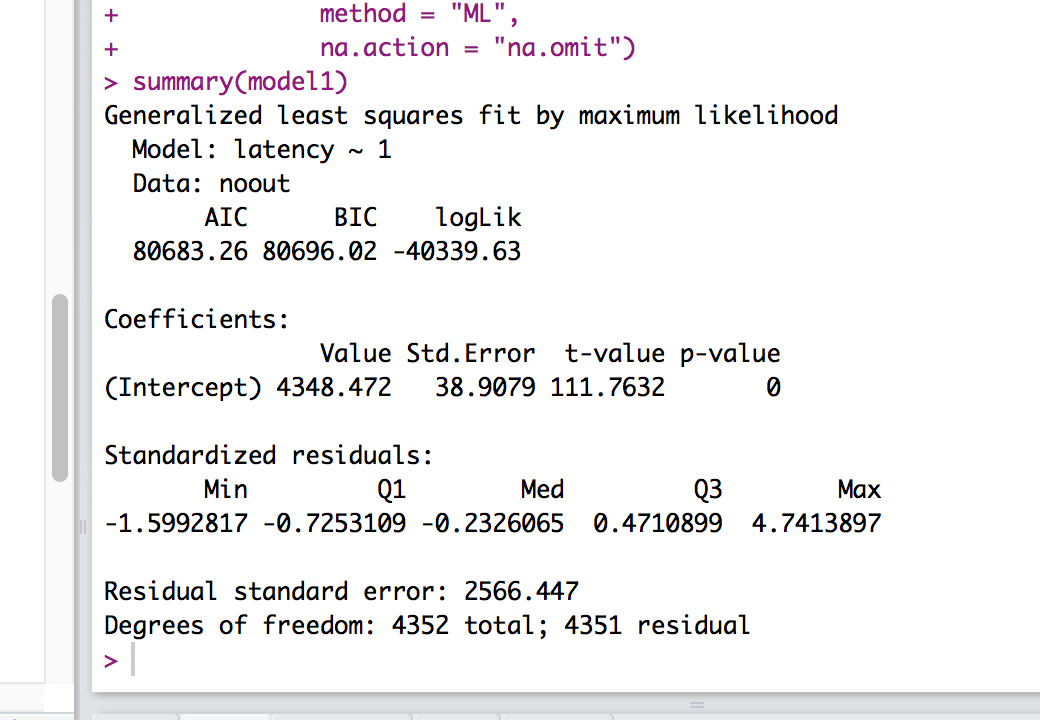 + method = "ML",
+ na.action = "na.omit")
> summary(model1)
Generalized least squares fit by maximum likelihood
Model: latency ~ 1
Data: noout
AIC BIC logLik
80683.26 80696.02 -40339.63
Coefficients:
Value Std.Error t-value p-value
(Intercept) 4348.472 38.9079 111.7632 0
Standardized residuals:
Min Q1 Med Q3 Max
-1.5992817 -0.7253109 -0.2326065 0.4710899 4.7413897
Residual standard error: 2566.447
Degrees of freedom: 4352 total; 4351 residual
>